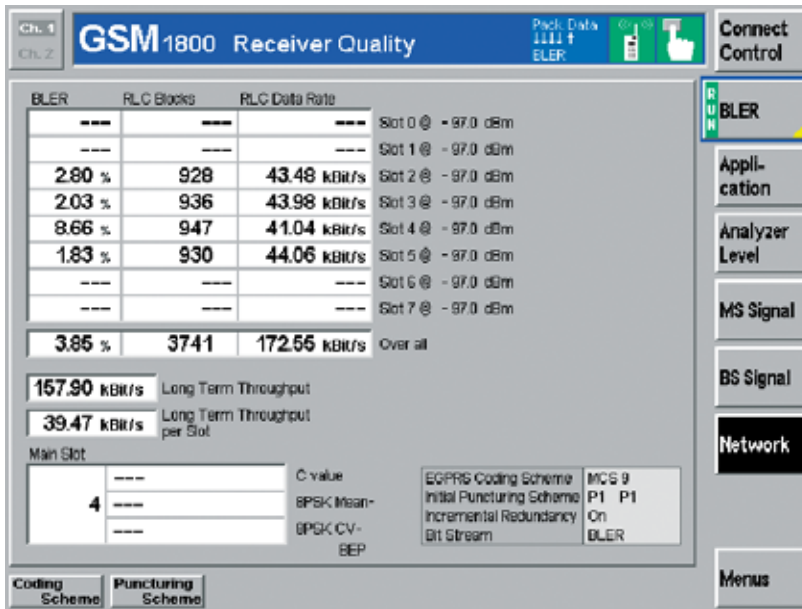 Ch. 1
Ch. 2
GSM 1800 Receiver Quality
Pack Data
BLER
Connect Control
BLER RLC Blocks RLC Data Rate
--- --- --- Slot 0 @ - 97.0 dBm
--- --- --- Slot 1 @ - 97.0 dBm
2.80 % 928 43.48 kBit/s Slot 2 @ - 97.0 dBm
2.03 % 936 43.98 kBit/s Slot 3 @ - 97.0 dBm
8.66 % 947 41.04 kBit/s Slot 4 @ - 97.0 dBm
1.83 % 930 44.06 kBit/s Slot 5 @ - 97.0 dBm
--- --- --- Slot 6 @ - 97.0 dBm
--- --- --- Slot 7 @ - 97.0 dBm
3.85 % 3741 172.55 kBit/s Over all
157.90 kBit/s Long Term Throughput
39.47 kBit/s Long Term Throughput
per Slot
Main Slot
4 --- C value
--- 8PSK Mean-
--- 8PSK CV-
BEP
EGPRS Coding Scheme MCS 9
Initial Puncturing Scheme P1 P1
Incremental Redundancy On
Bit Stream BLER
RUN
BLER
Appli-
cation
Analyzer
Level
MS Signal
BS Signal
Network
Menus
Coding
Scheme
Puncturing
Scheme